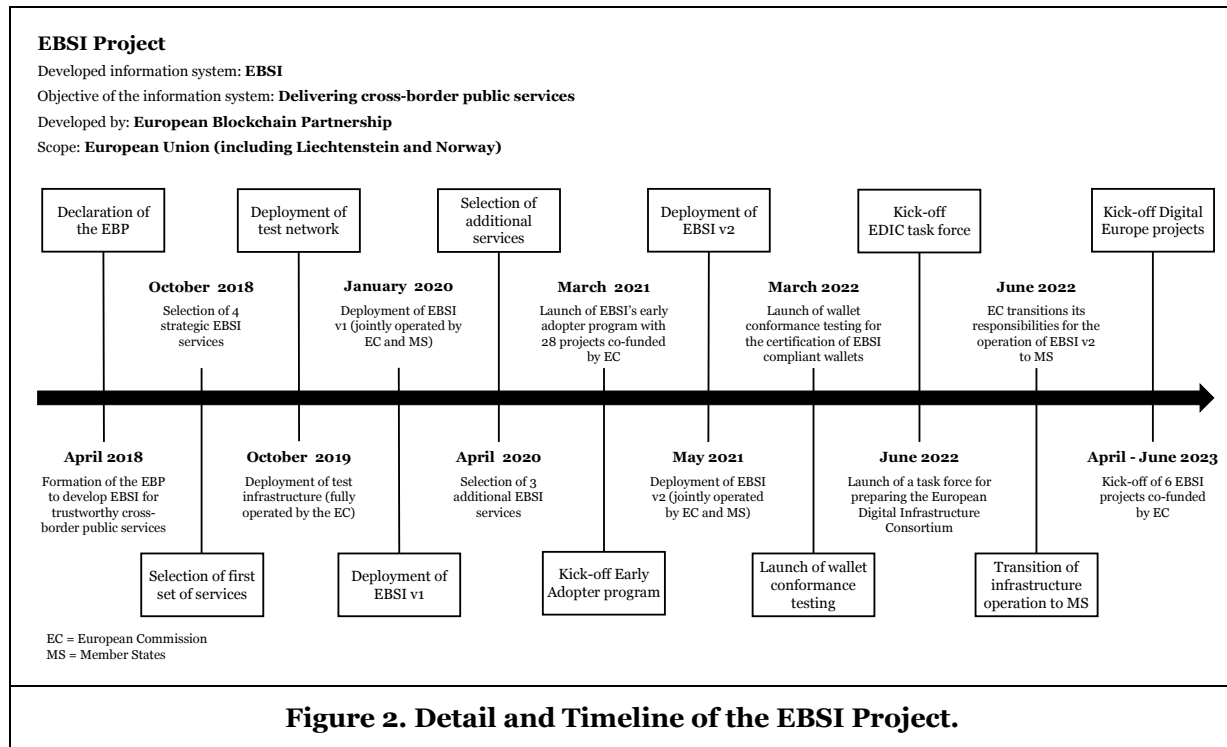 EBSI Project
Developed information system: EBSI
Objective of the information system: Delivering cross-border public services
Developed by: European Blockchain Partnership
Scope: European Union (including Liechtenstein and Norway)
Declaration of
the EBP
Deployment of
test network
Selection of
additional
services
Deployment of
EBSI v2
Kick-off
EDIC task force
Kick-off Digital
Europe projects
October 2018
Selection of 4
strategic EBSI
services
January 2020
Deployment of EBSI
v1 (jointly operated by
EC and MS)
March 2021
Launch of EBSI's early
adopter program with
28 projects co-funded
by EC
March 2022
Launch of wallet
conformance testing for
the certification of EBSI
compliant wallets
June 2022
EC transitions its
responsibilities for the
operation of EBSI v2
to MS
April 2018
Formation of the EBP
to develop EBSI for
trustworthy cross-
border public services
October 2019
Deployment of test
infrastructure (fully
operated by the EC)
April 2020
Selection of 3
additional EBSI
services
May 2021
Deployment of EBSI
v2 (jointly operated
by EC and MS)
June 2022
Launch of a task force for
preparing the European
Digital Infrastructure
Consortium
April - June 2023
Kick-off of 6 EBSI
projects co-funded
by EC
Selection of first
set of services
Deployment of
EBSI v1
Kick-off Early
Adopter program
Launch of wallet
conformance
testing
Transition of
infrastructure
operation to MS
EC = European Commission
MS = Member States
Figure 2. Detail and Timeline of the EBSI Project.